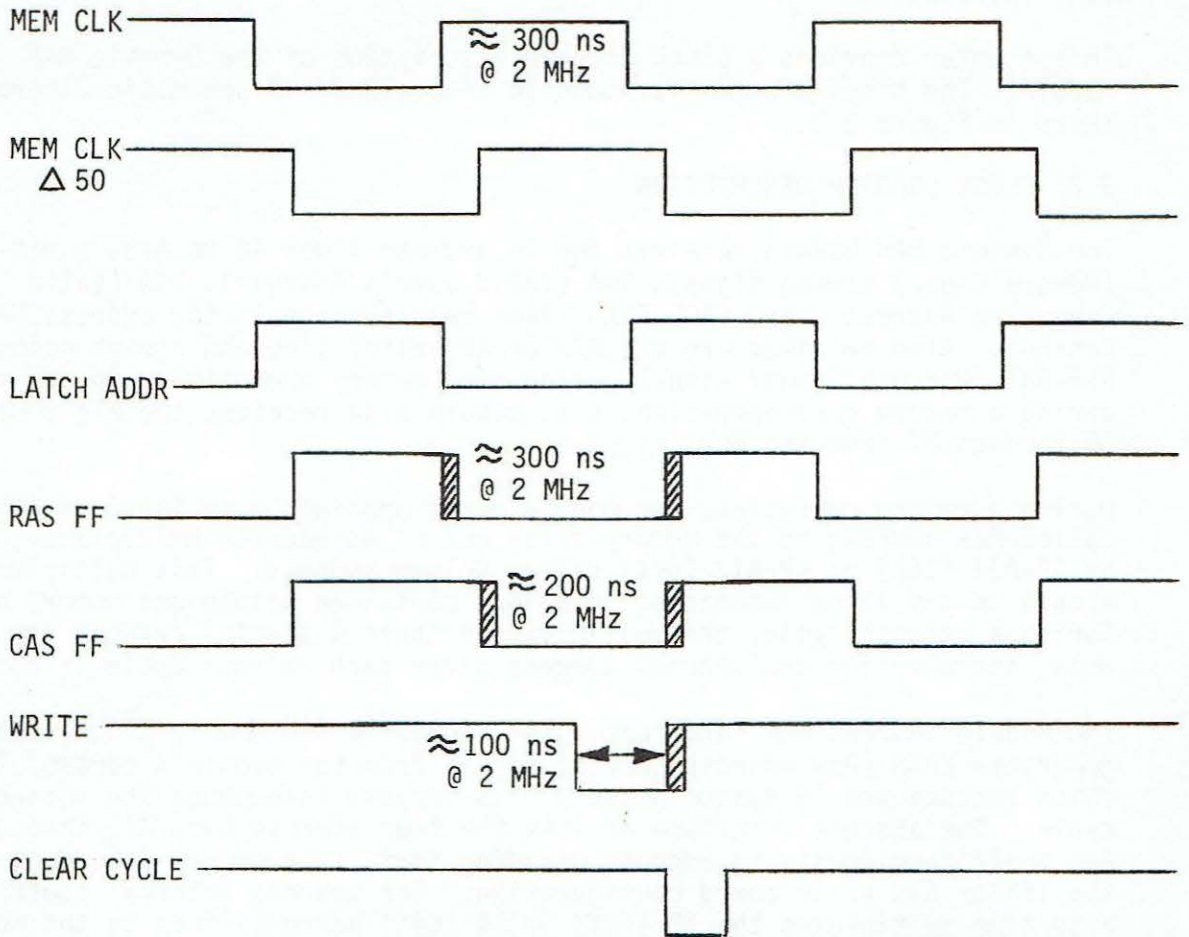 MEM CLK
≈ 300 ns
@ 2 MHz
MEM CLK
△ 50
LATCH ADDR
≈ 300 ns
@ 2 MHz
RAS FF
≈ 200 ns
@ 2 MHz
CAS FF
WRITE
≈100 ns
@ 2 MHz
CLEAR CYCLE